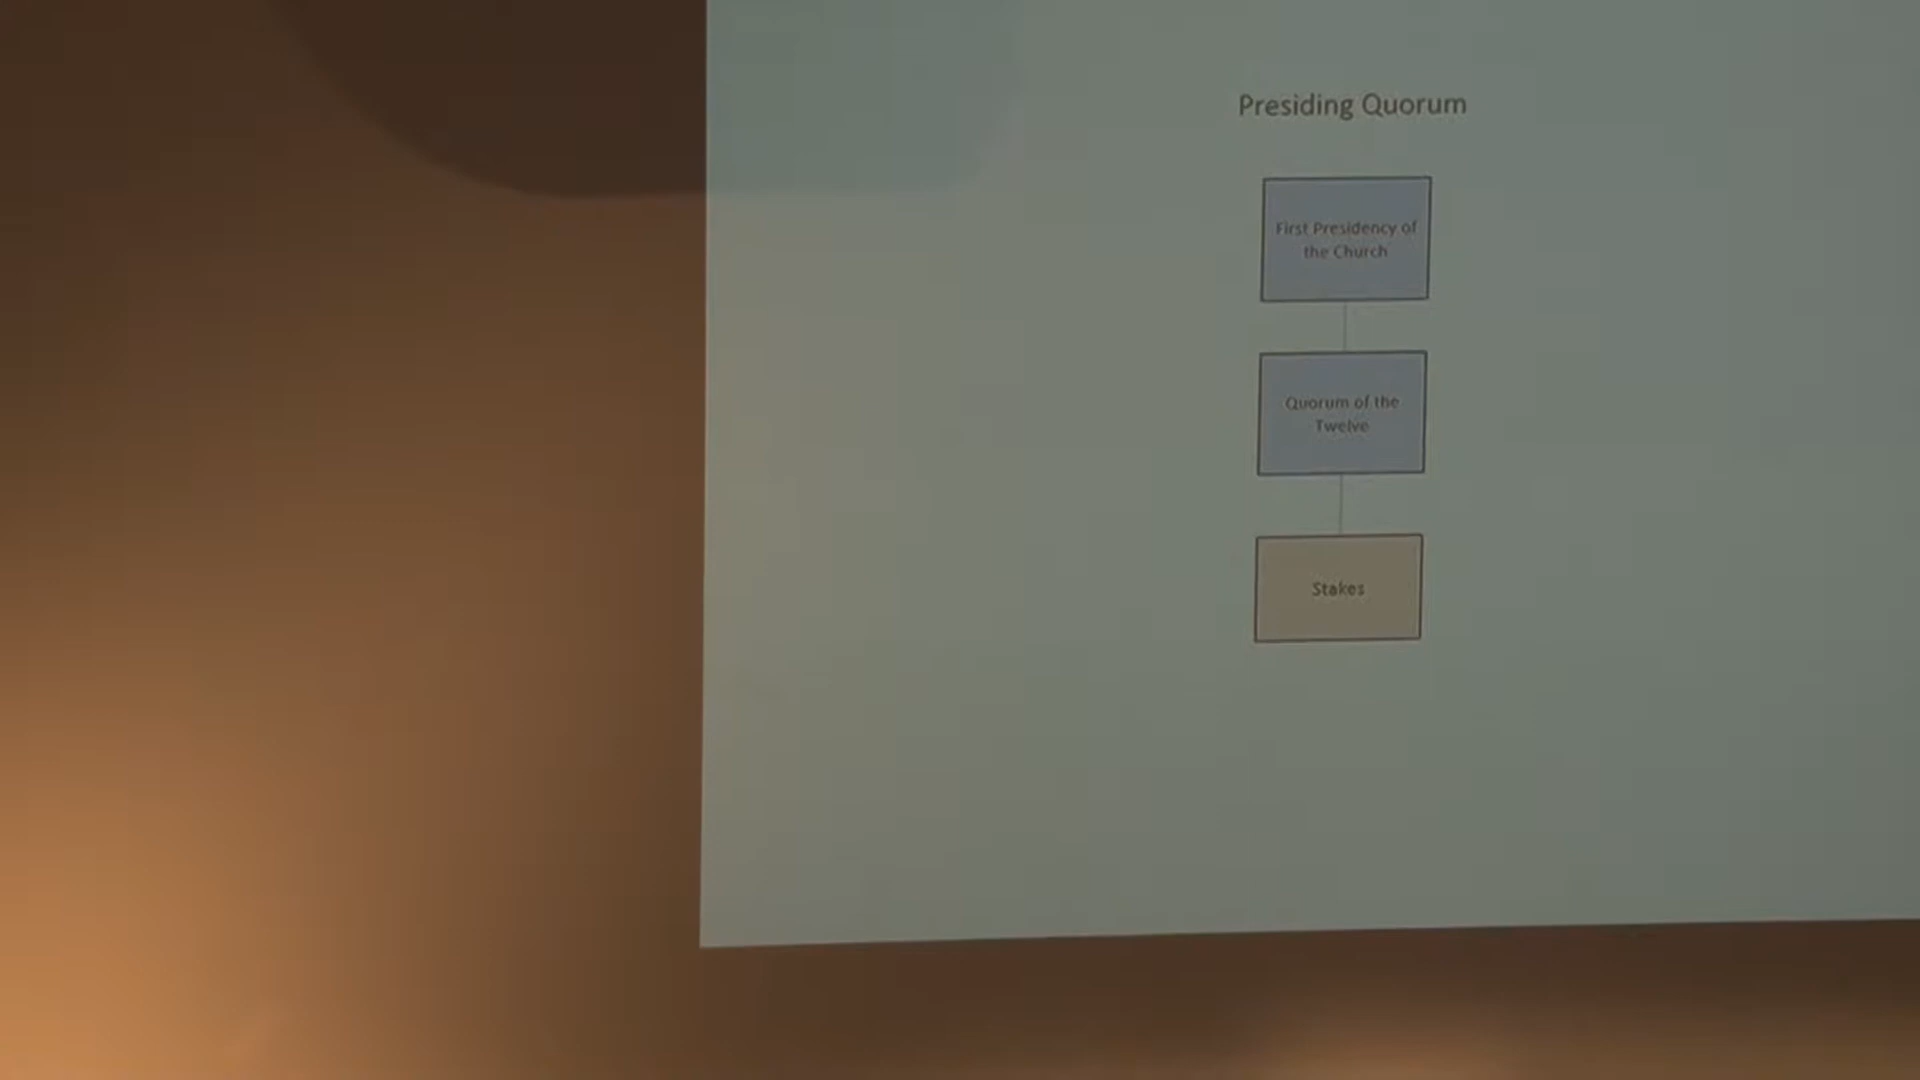 Presiding Quorum
First Presidency of
the Church
Quorum of the
Twelve
Stakes